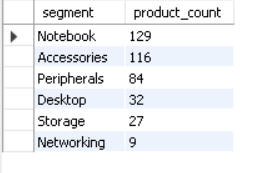 segment product_count
Notebook 129
Accessories 116
Peripherals 84
Desktop 32
Storage 27
Networking 9